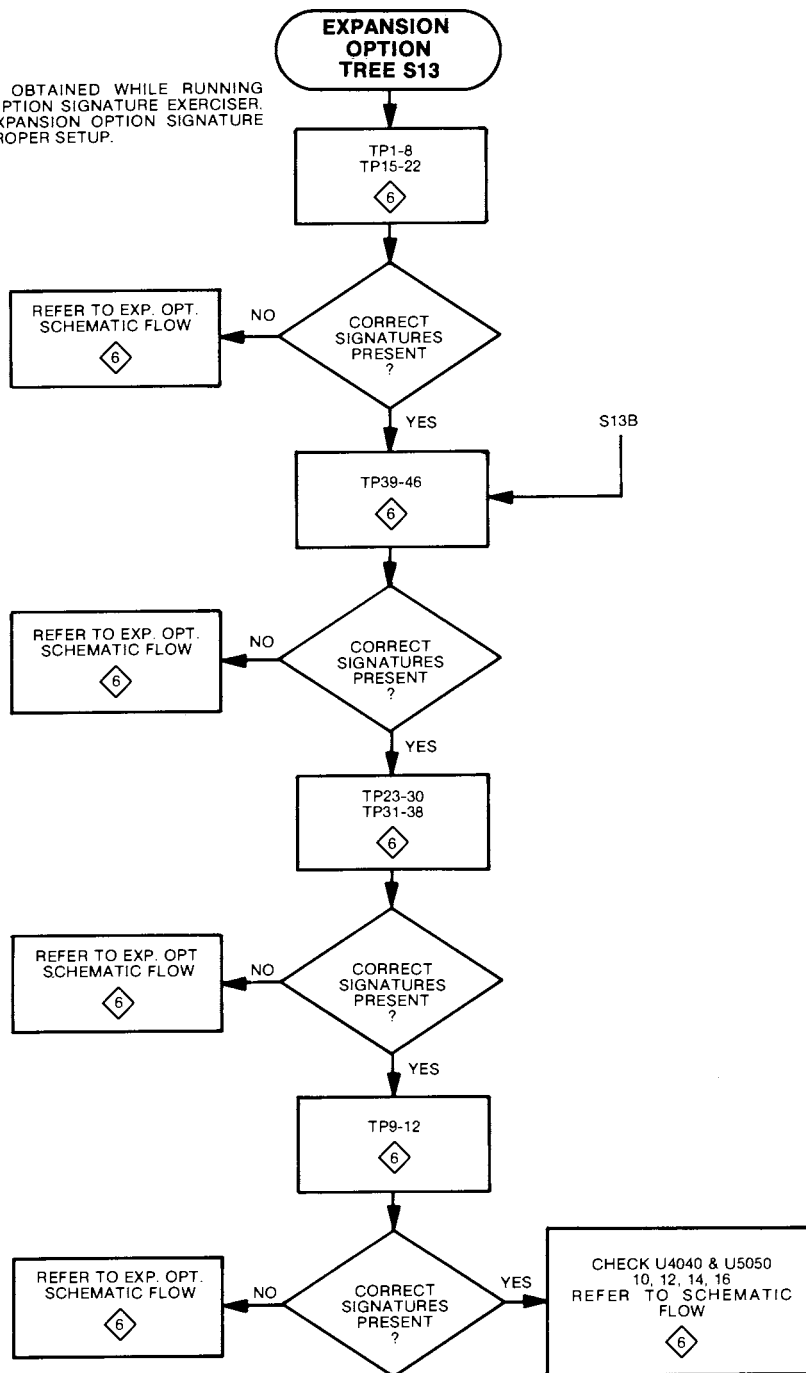 EXPANSION
OPTION
TREE S13
OBTAINED WHILE RUNNING
PTION SIGNATURE EXERCISER.
XPANSION OPTION SIGNATURE
ROPER SETUP.
TP1-8
TP15-22
6
REFER TO EXP. OPT.
SCHEMATIC FLOW
6
NO
CORRECT
SIGNATURES
PRESENT
?
YES
S13B
TP39-46
6
REFER TO EXP. OPT.
SCHEMATIC FLOW
6
NO
CORRECT
SIGNATURES
PRESENT
?
YES
TP23-30
TP31-38
6
REFER TO EXP. OPT
SCHEMATIC FLOW
6
NO
CORRECT
SIGNATURES
PRESENT
?
YES
TP9-12
6
REFER TO EXP. OPT.
SCHEMATIC FLOW
6
NO
CORRECT
SIGNATURES
PRESENT
?
YES
CHECK U4040 & U5050
10, 12, 14, 16
REFER TO SCHEMATIC
FLOW
6